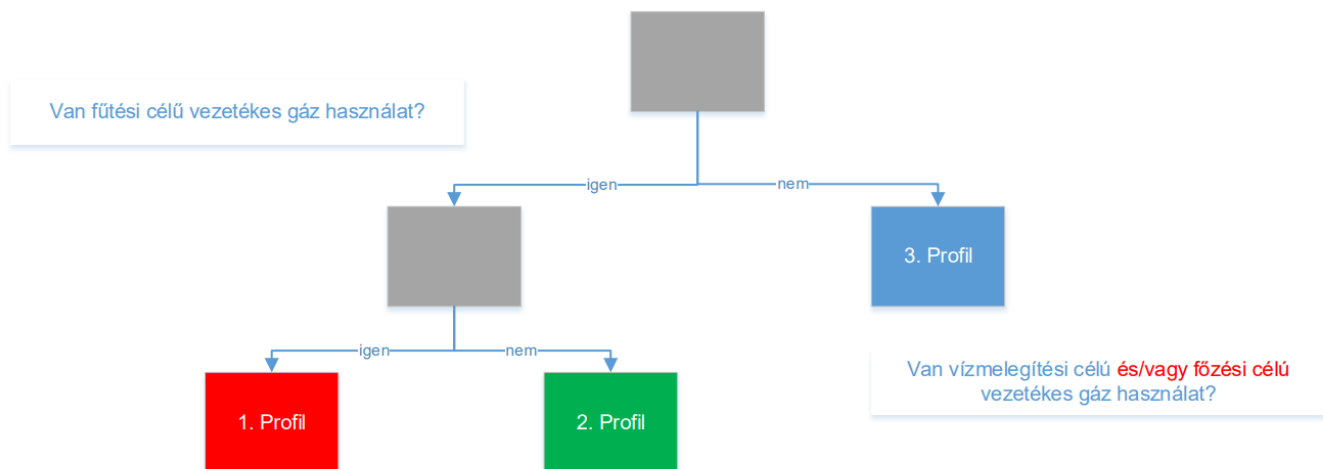 Van fűtési célű vezetékes gáz használat?
igen
nem
3. Profil
igen
nem
1. Profil
2. Profil
Van vízmelegítési célú és/vagy főzési célú
vezetékes gáz használat?